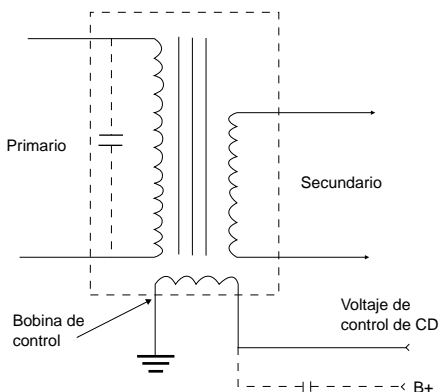 Primario
Secundario
Bobina de
control
Voltaje de
control de CD
B+